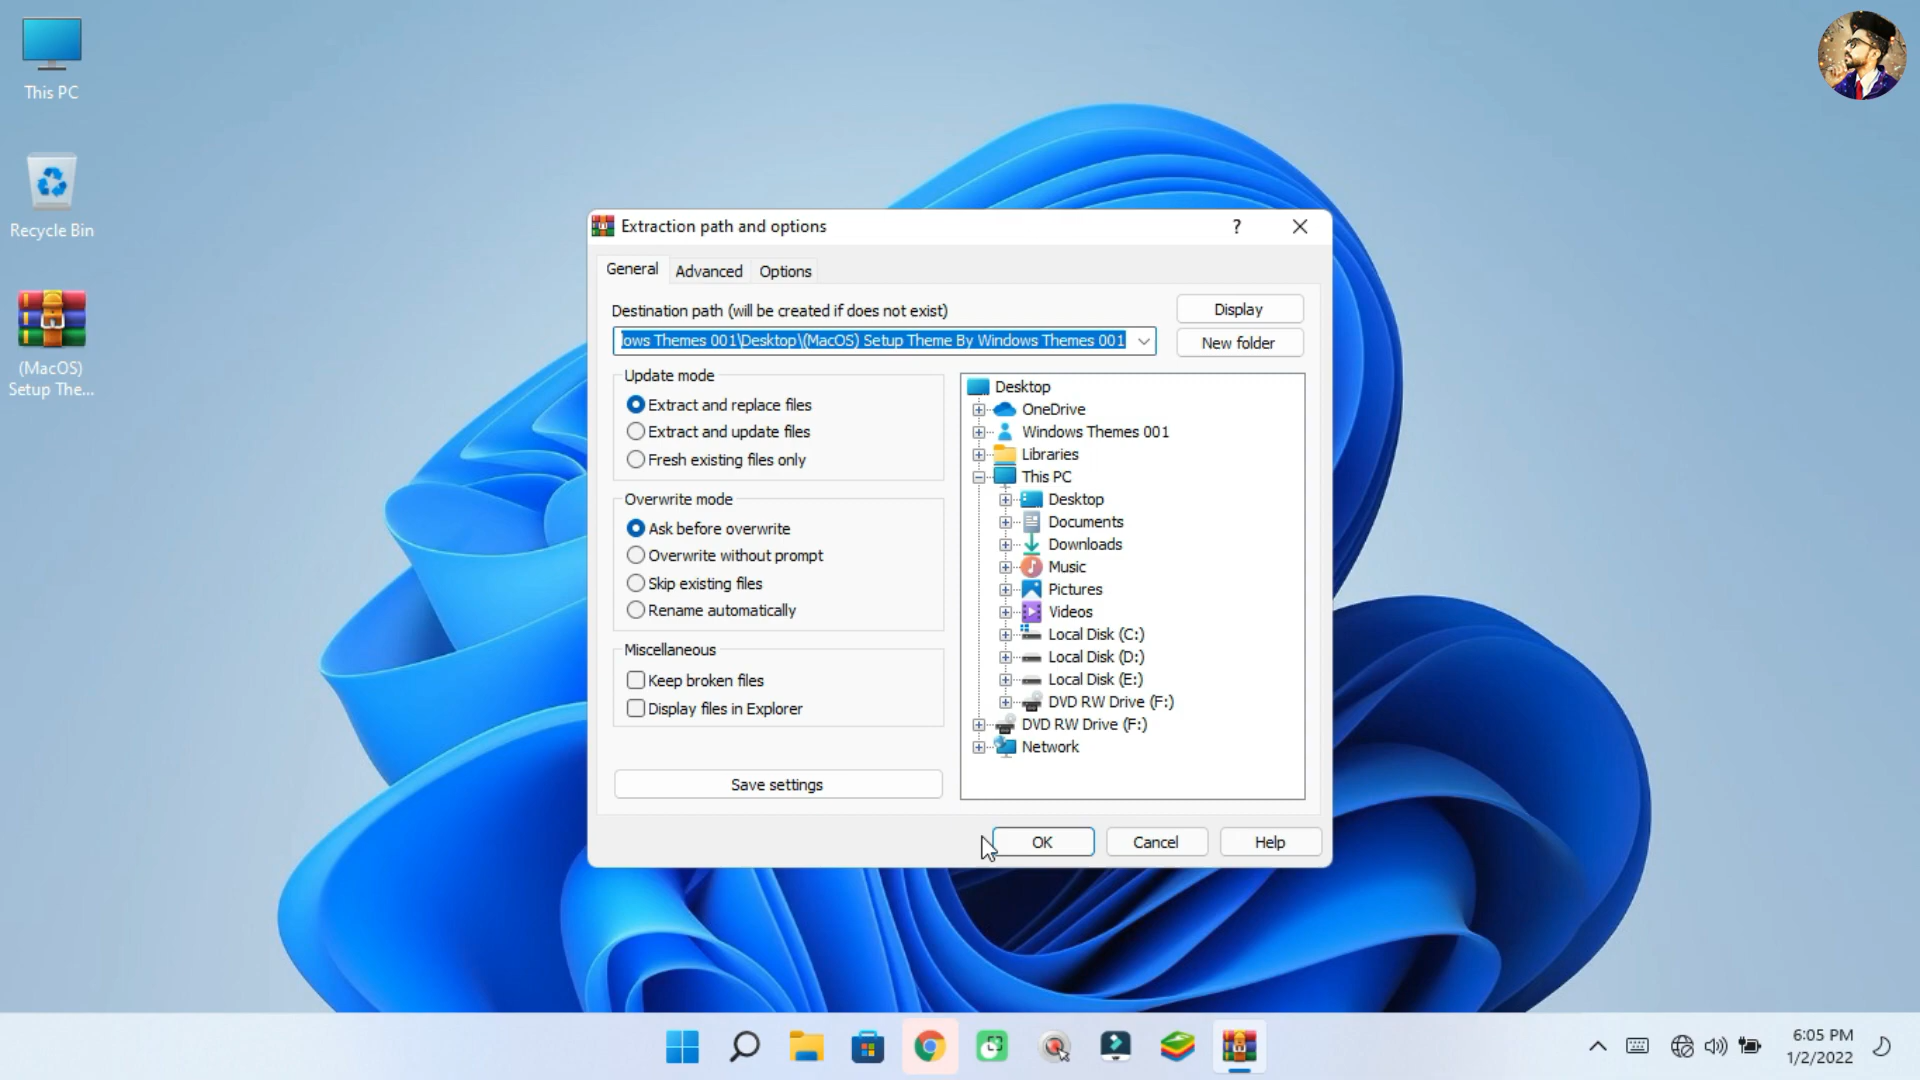 This PC
Recycle Bin
(MacOS)
Setup The...
Extraction path and options
?
General
Advanced
Options
Destination path (will be created if does not exist)
Display
lows Themes 001\Desktop\(MacOS) Setup Theme By Windows Themes 001
New folder
Update mode
Extract and replace files
Extract and update files
Fresh existing files only
Overwrite mode
Ask before overwrite
Overwrite without prompt
Skip existing files
Rename automatically
Miscellaneous
Keep broken files
Display files in Explorer
Save settings
Desktop
OneDrive
Windows Themes 001
Libraries
This PC
Desktop
Documents
Downloads
Music
Pictures
Videos
Local Disk (C:)
Local Disk (D:)
Local Disk (E:)
DVD RW Drive (F:)
DVD RW Drive (F:)
Network
OK
Cancel
Help
6:05 PM
1/2/2022